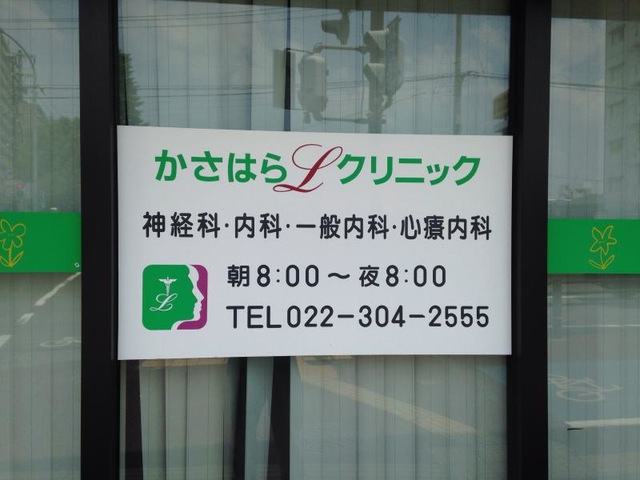 かさはらLクリニック
神経科・内科・一般内科・心療内科
朝8:00～夜8:00
TEL022-304-2555
L